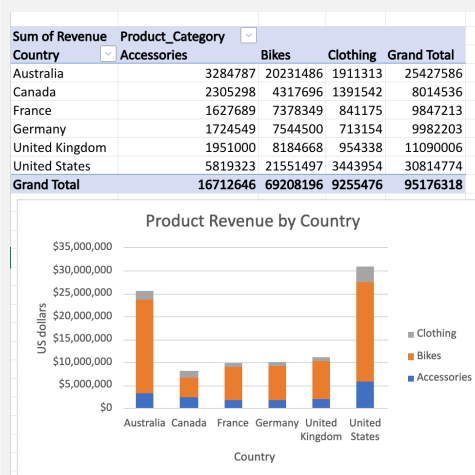 Sum of Revenue Product_Category
Country Accessories Bikes Clothing Grand Total
Australia 3284787 20231486 1911313 25427586
Canada 2305298 4317696 1391542 8014536
France 1627689 7378349 841175 9847213
Germany 1724549 7544500 713154 9982203
United Kingdom 1951000 8184668 954338 11090006
United States 5819323 21551497 3443954 30814774
Grand Total 16712646 69208196 9255476 95176318
Product Revenue by Country
US dollars
$35,000,000
$30,000,000
$25,000,000
$20,000,000
$15,000,000
$10,000,000
$5,000,000
$0
Australia Canada France Germany United Kingdom United States
Country
Clothing
Bikes
Accessories